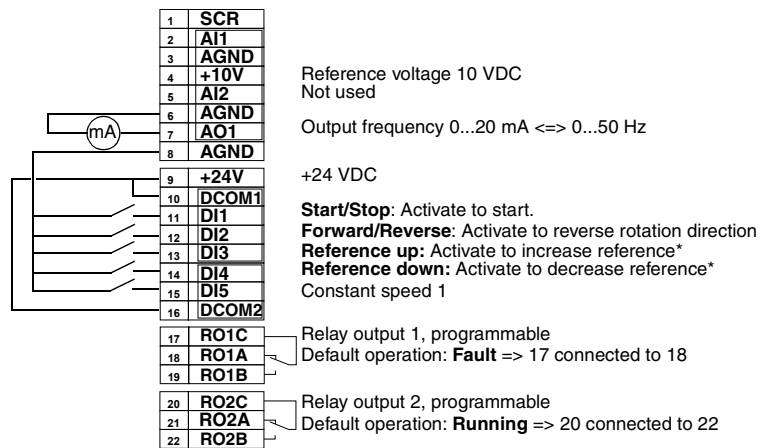 1 SCR
2 AI1
3 AGND
4 +10V Reference voltage 10 VDC
5 AI2 Not used
6 AGND
mA 7 AO1 Output frequency 0...20 mA <=> 0...50 Hz
8 AGND
9 +24V +24 VDC
10 DCOM1
11 DI1 Start/Stop: Activate to start.
12 DI2 Forward/Reverse: Activate to reverse rotation direction
13 DI3 Reference up: Activate to increase reference*
14 DI4 Reference down: Activate to decrease reference*
15 DI5 Constant speed 1
16 DCOM2
17 RO1C Relay output 1, programmable
18 RO1A Default operation: Fault => 17 connected to 18
19 RO1B
20 RO2C Relay output 2, programmable
21 RO2A Default operation: Running => 20 connected to 22
22 RO2B